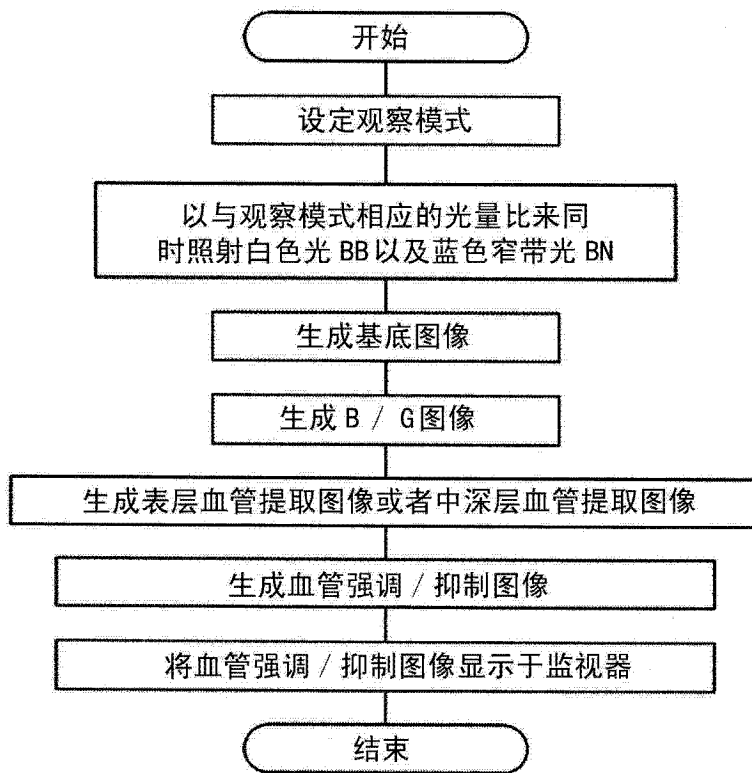 开始
设定观察模式
以与观察模式相应的光量比来同
时照射白色光 BB以及蓝色窄带光 BN
生成基底图像
生成 B / G图像
生成表层血管提取图像或者中深层血管提取图像
生成血管强调 / 抑制图像
将血管强调 / 抑制图像显示于监视器
结束